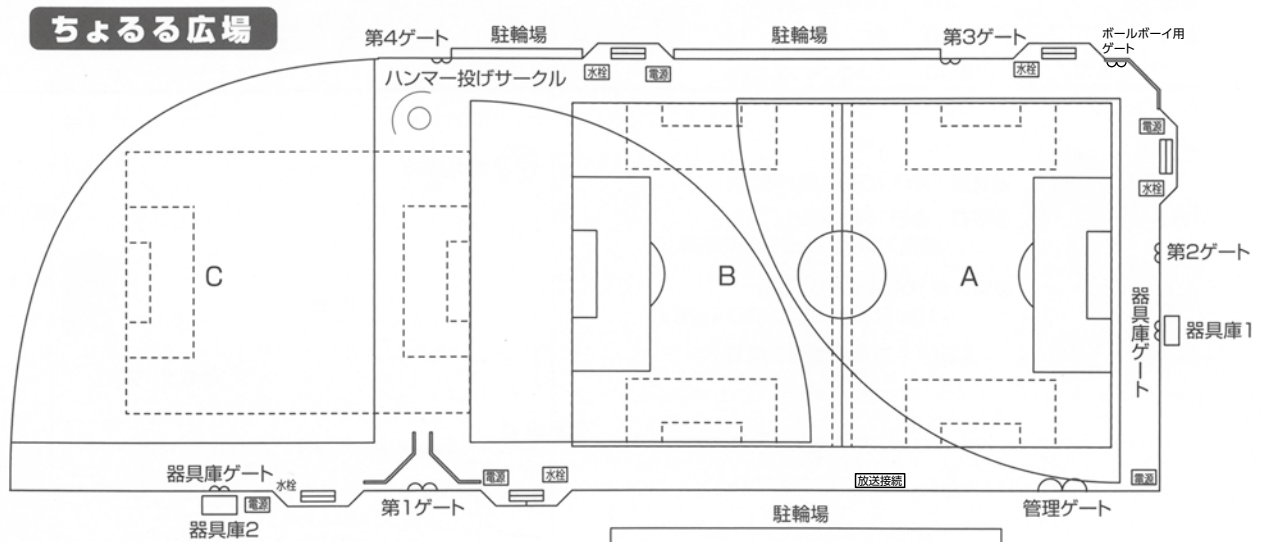 ちょるる広場
第4ゲート
駐輪場
駐輪場
第3ゲート
ボールボーイ用
ゲート
ハンマー投げサークル
水栓
電源
水栓
電源
水栓
第2ゲート
C
B
A
器具庫ゲート
器具庫1
器具庫ゲート
水栓
電源
器具庫2
第1ゲート
電源
水栓
放送接続
管理ゲート
電源
駐輪場